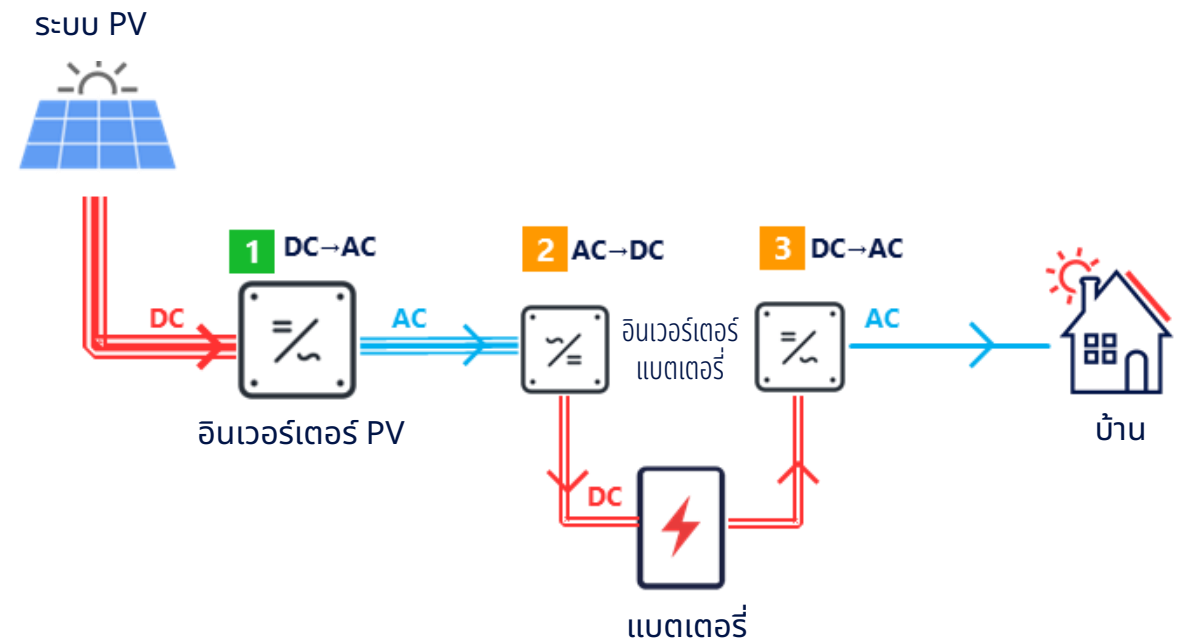 ระบบ PV
1 DC→AC
2 AC→DC
3 DC→AC
DC
AC
อินเวอร์เตอร์
แบตเตอรี่
AC
อินเวอร์เตอร์ PV
บ้าน
DC
แบตเตอรี่